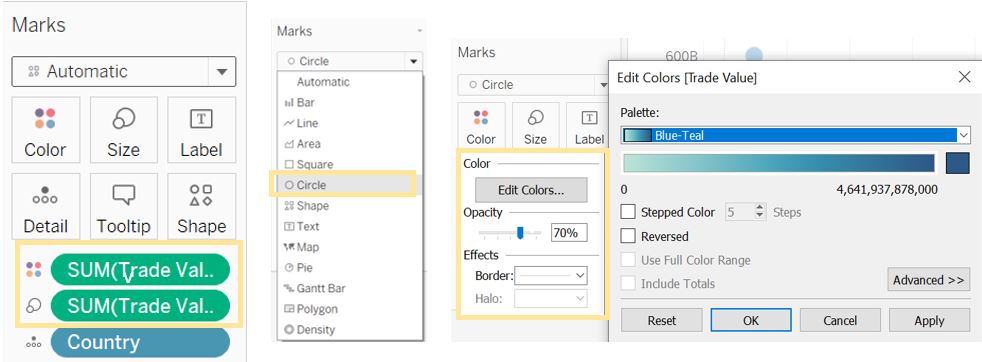 Marks
Automatic
Color Size Label
Detail Tooltip Shape
SUM(Trade Val..
SUM(Trade Val..
Country
Marks
Circle
Automatic
Bar
Line
Area
Square
Circle
Shape
Text
Map
Pie
Gantt Bar
Polygon
Density
Marks
Circle
Color Size Label
Color
Edit Colors...
Opacity
70%
Effects
Border:
Halo:
600B
Edit Colors [Trade Value]
Palette:
Blue-Teal
0 4,641,937,878,000
Stepped Color 5 Steps
Reversed
Use Full Color Range
Include Totals
Advanced >>
Reset OK Cancel Apply